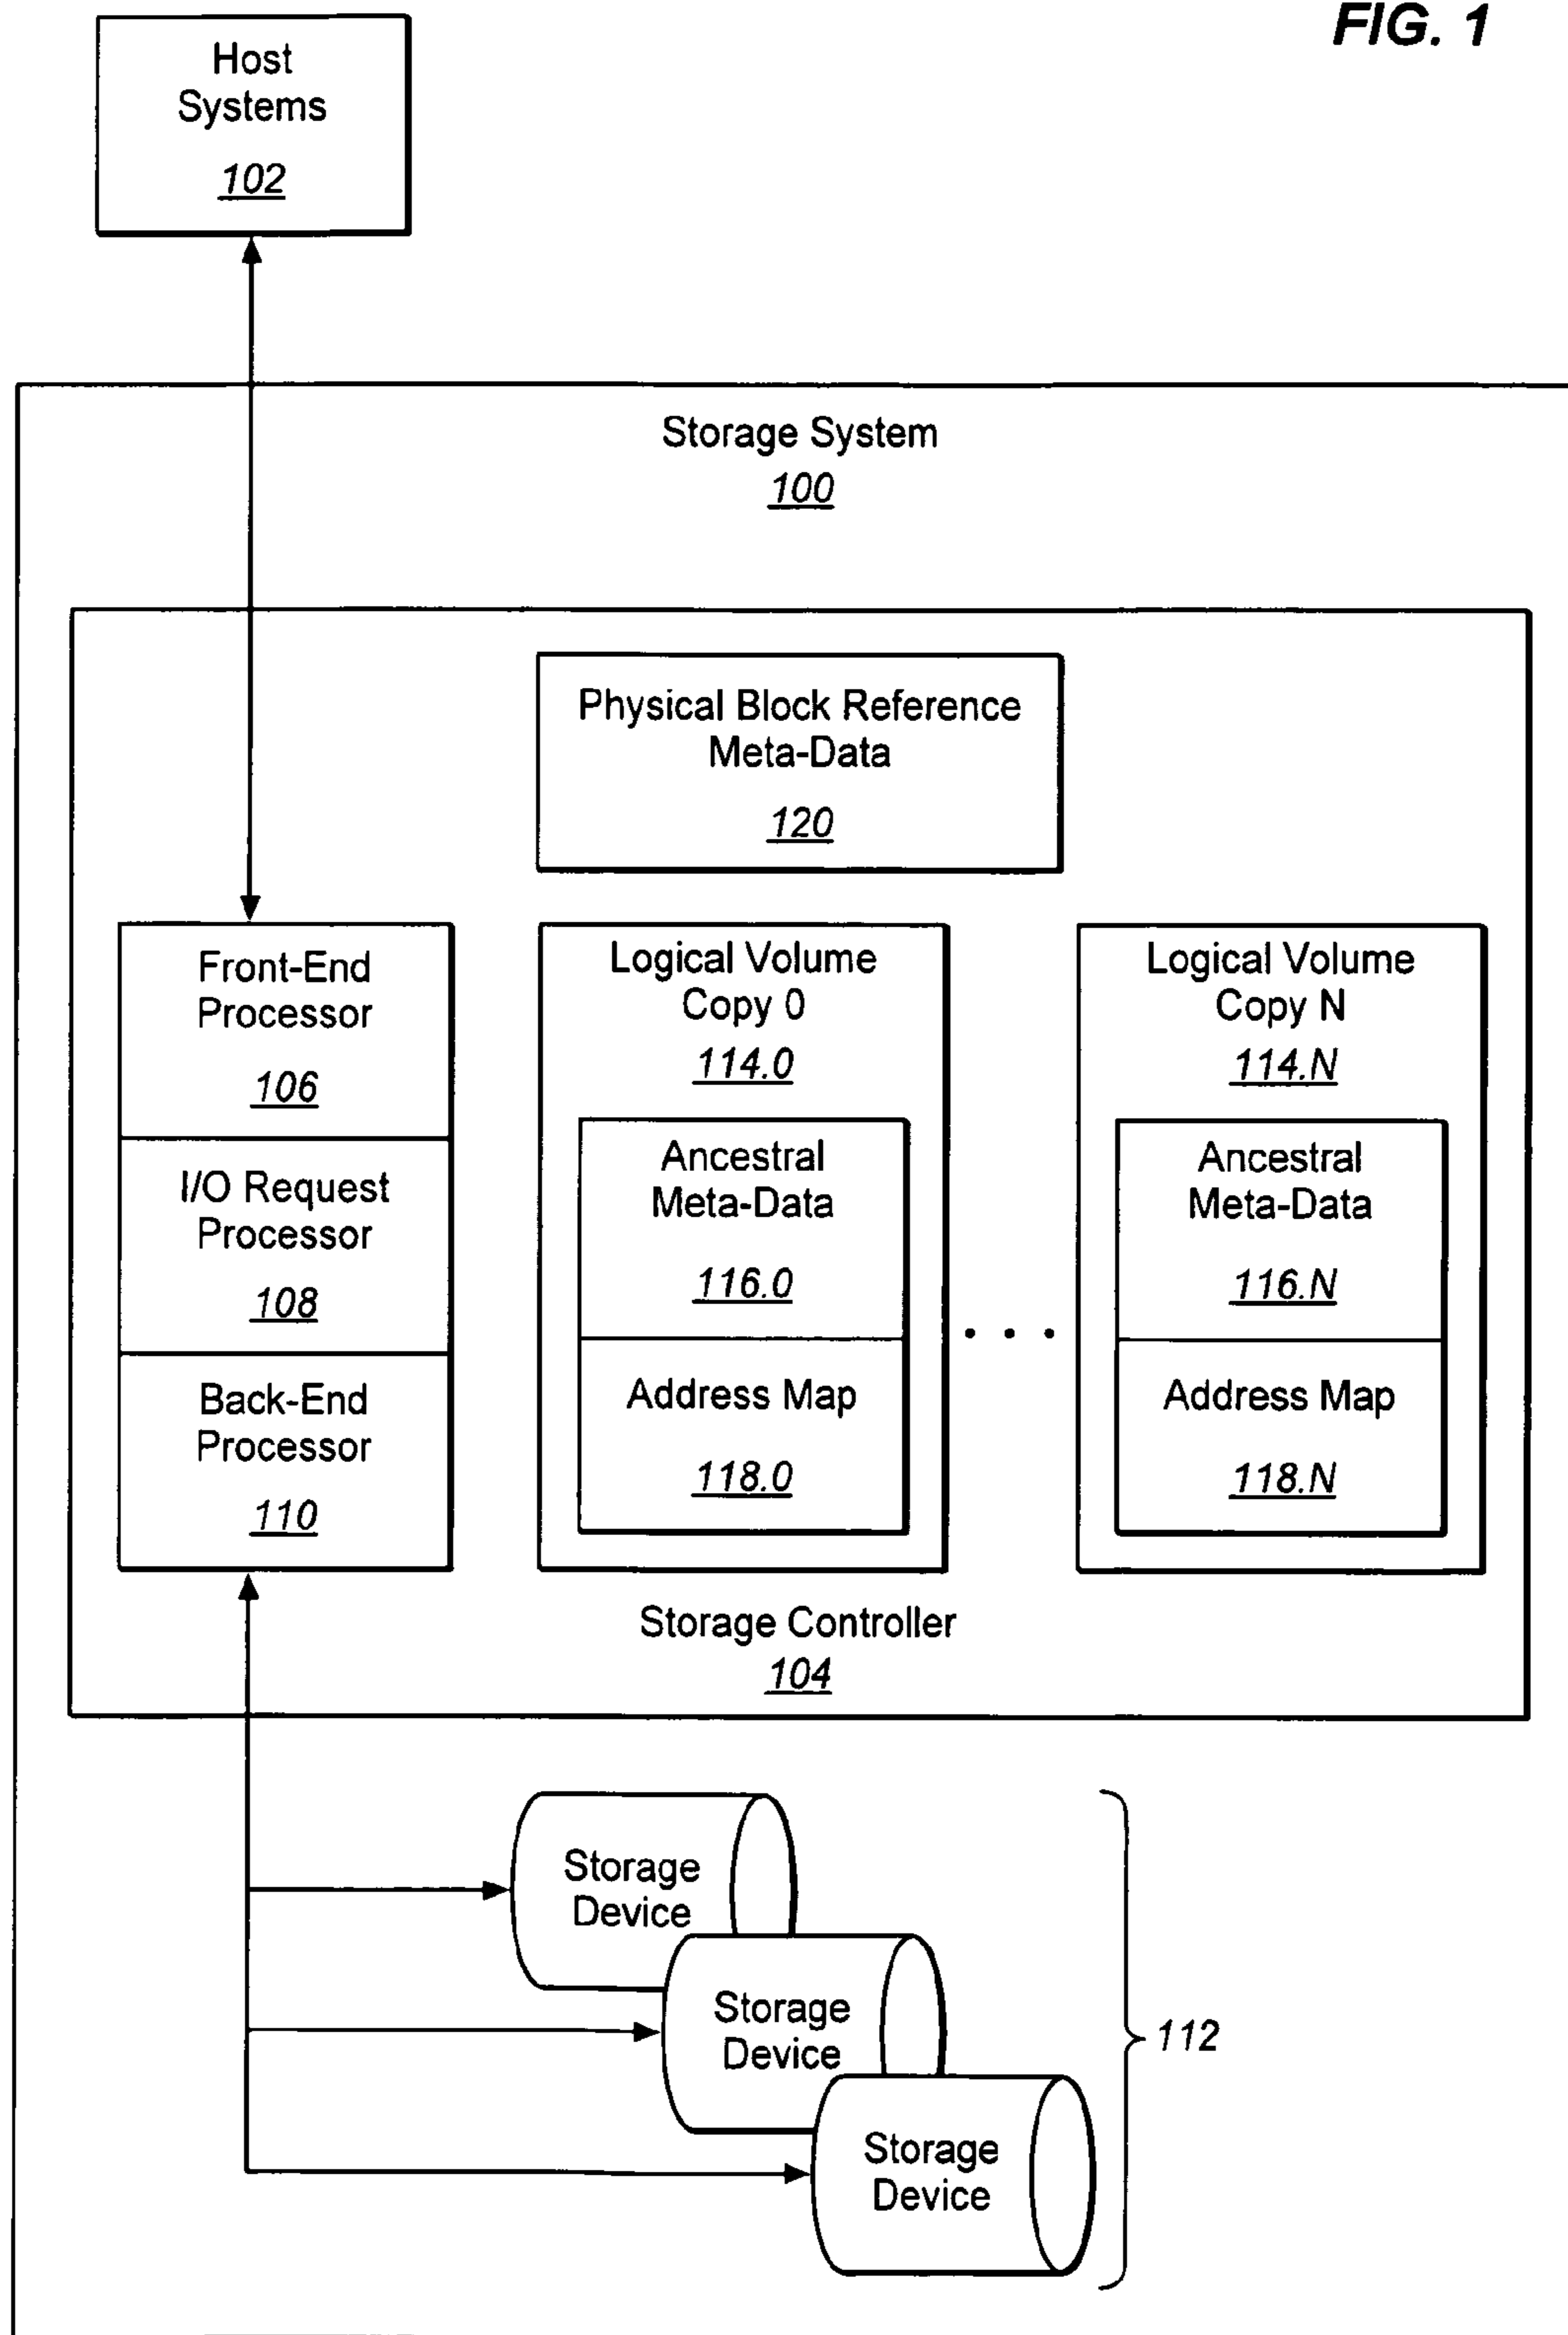 FIG. 1
Host
Systems
102
Storage System
100
Physical Block Reference
Meta-Data
120
Front-End
Processor
106
I/O Request
Processor
108
Back-End
Processor
110
Logical Volume
Copy 0
114.0
Ancestral
Meta-Data
116.0
Address Map
118.0
. . .
Logical Volume
Copy N
114.N
Ancestral
Meta-Data
116.N
Address Map
118.N
Storage Controller
104
Storage
Device
Storage
Device
Storage
Device
112